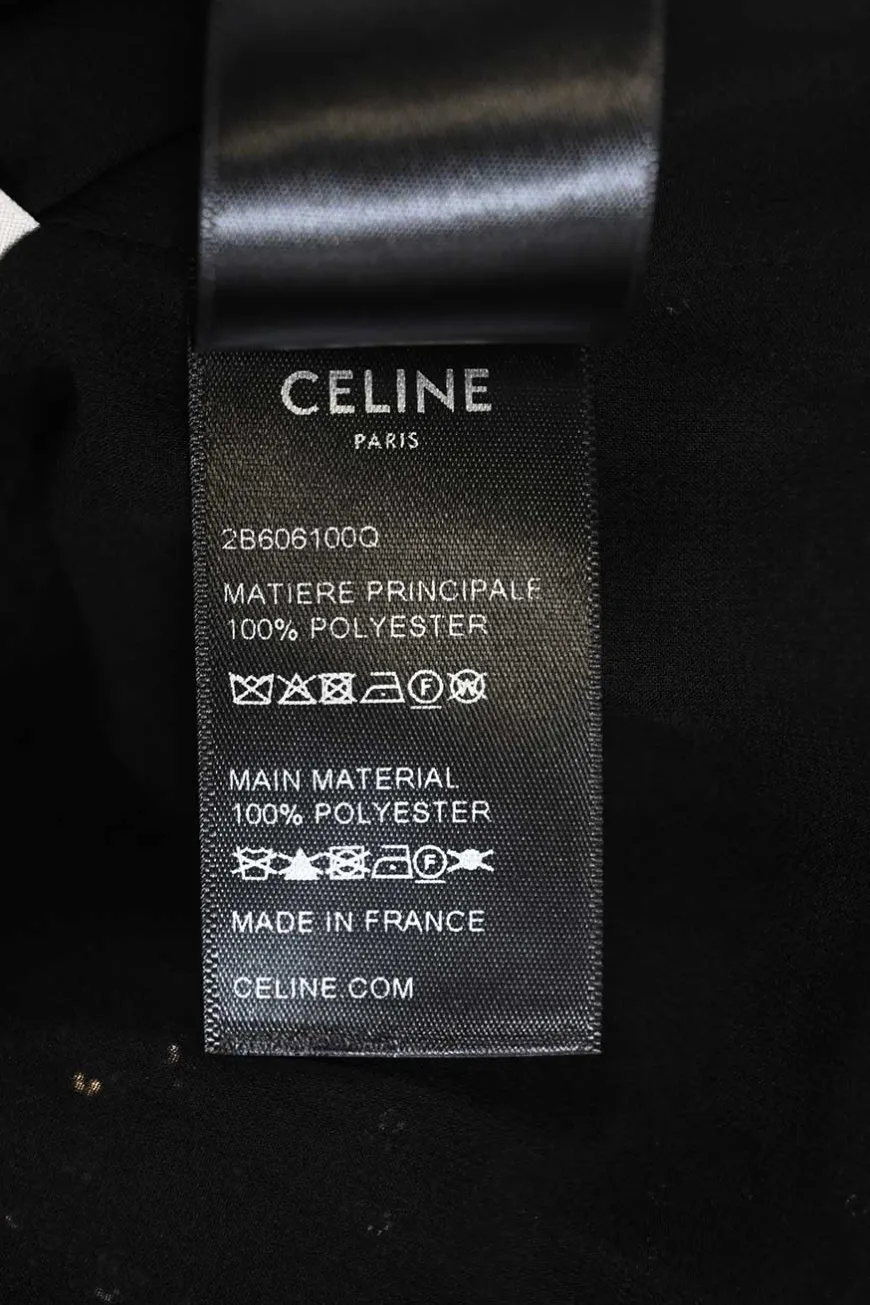 CELINE
PARIS
2B606100Q
MATIERE PRINCIPALE
100% POLYESTER
F W
MAIN MATERIAL
100% POLYESTER
F
MADE IN FRANCE
CELINE.COM